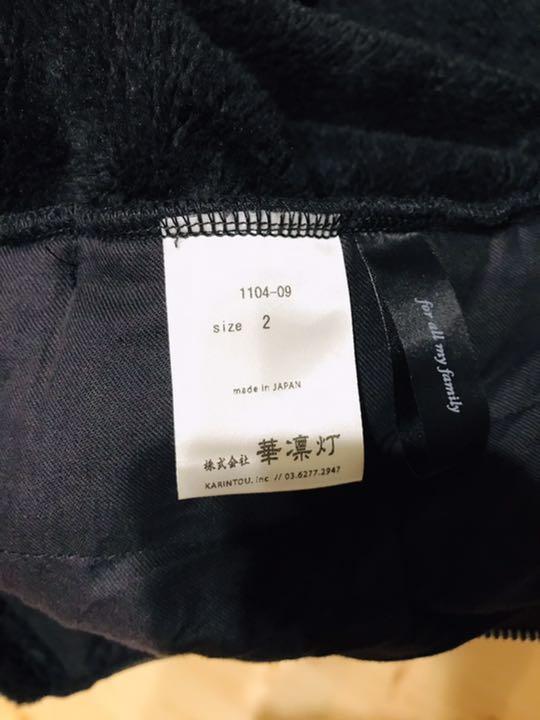 1104-09
size 2
made in JAPAN
株式会社 華凛灯
KARINTOU. inc // 03.6277.2947
for all my family